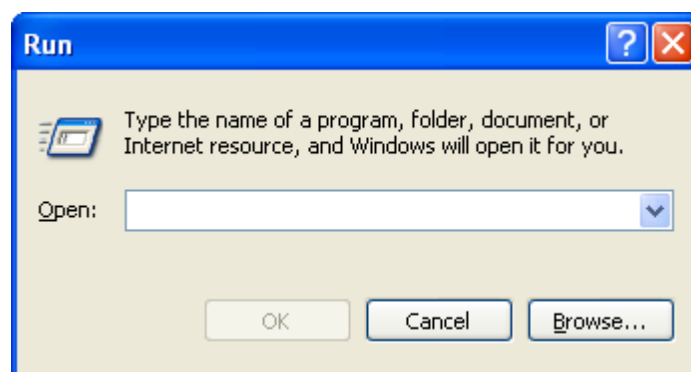 Run
Type the name of a program, folder, document, or
Internet resource, and Windows will open it for you.
Open:
OK Cancel Browse...